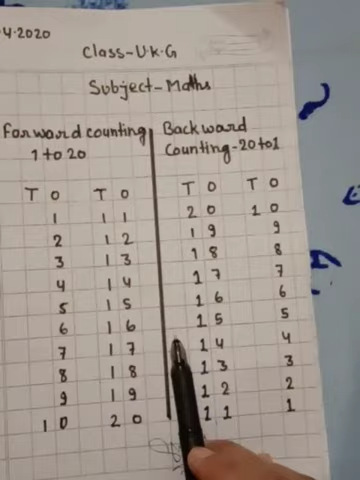 4.2020
Class-U.K.G
Subject-Maths
Forward counting
1 to 20
T O T O
1 1 1
2 1 2
3 1 3
4 1 4
5 1 5
6 1 6
7 1 7
8 1 8
9 1 9
1 0 2 0
Backward
Counting-20to1
T O T O
2 0 1 0
1 9 9
1 8 8
1 7 7
1 6 6
1 5 5
1 4 4
1 3 3
1 2 2
1 1 1